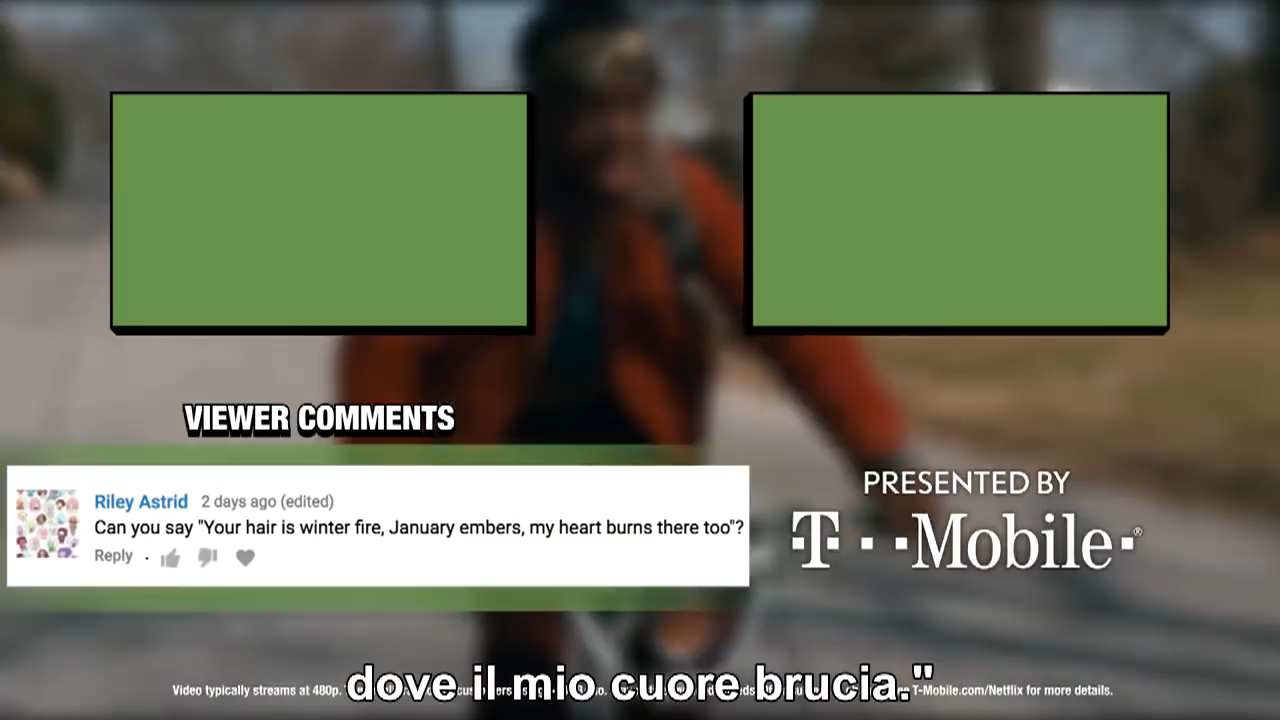 VIEWER COMMENTS
Riley Astrid 2 days ago (edited)
Can you say "Your hair is winter fire, January embers, my heart burns there too"?
Reply
PRESENTED BY
T··Mobile·®
dove il mio cuore brucia."
Video typically streams at 480p. T-Mobile.com/Netflix for more details.